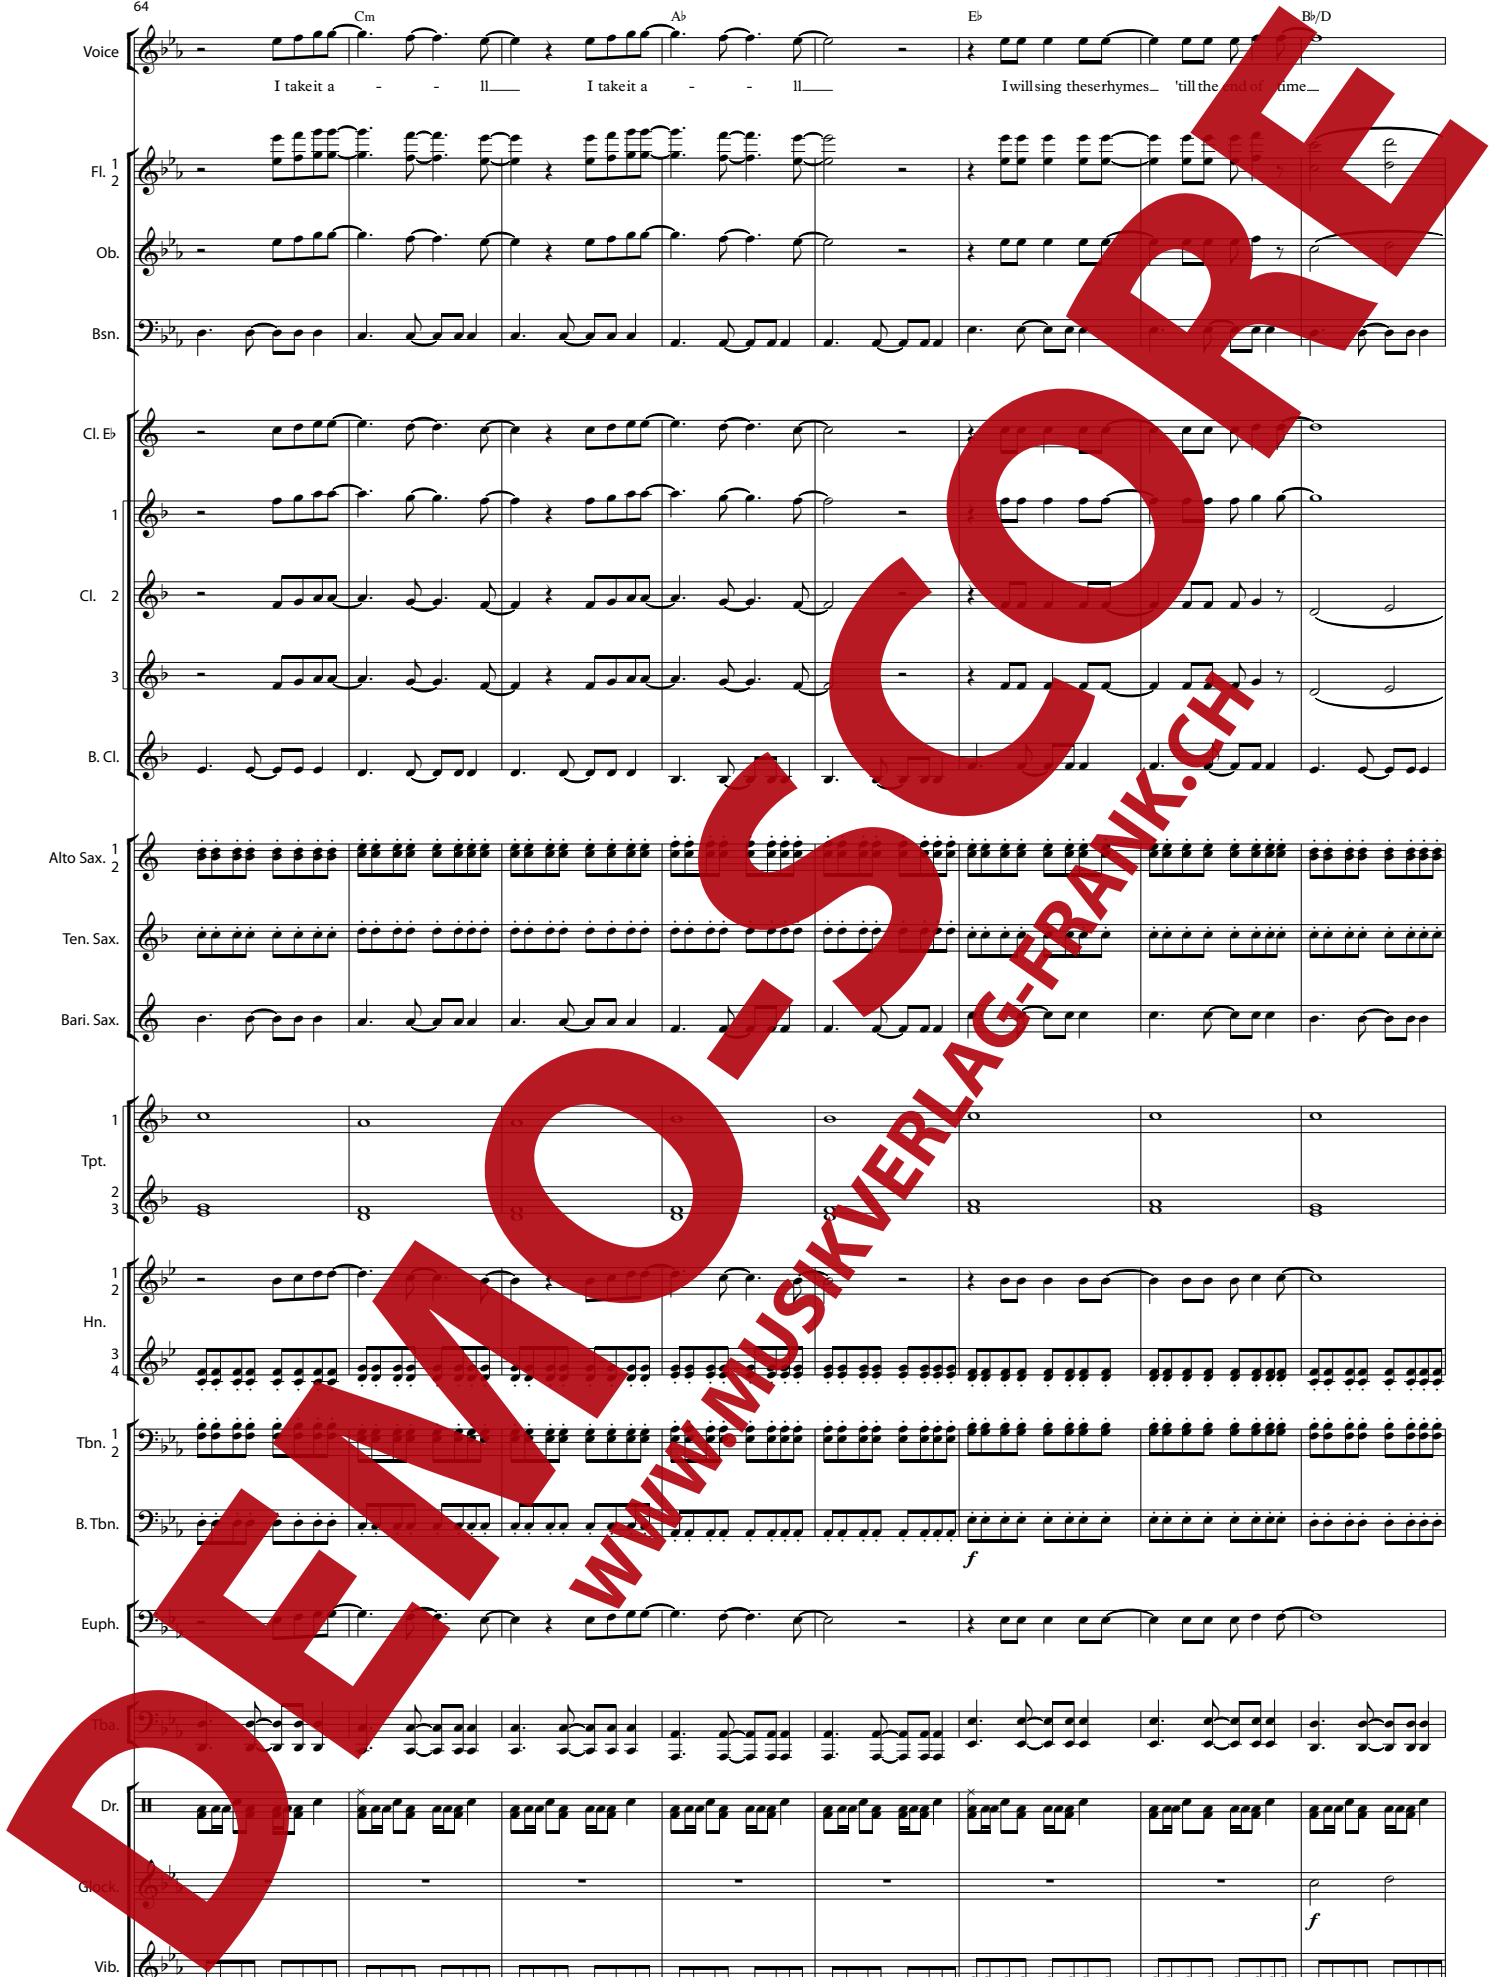 64
Cm A♭ E♭ B♭/D
Voice
I take it a - - ll I take it a - - ll I will sing these rhymes 'till the end of time
Fl. 1 2
Ob.
Bsn.
Cl. E♭
1
Cl. 2
3
B. Cl.
Alto Sax. 1 2
Ten. Sax.
Bari. Sax.
1
Tpt.
2 3
1 2
Hn.
3 4
Tbn. 1 2
B. Tbn.
f
Euph.
Tba.
Dr.
Glock.
f
Vib.
DEMO-SCORE
WWW.MUSIKVERLAG-FRANK.CH